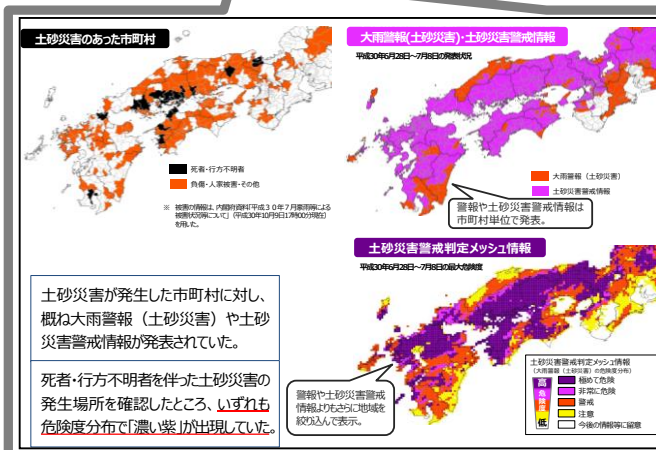 土砂災害のあった市町村
死者・行方不明者
負傷・人家被害・その他
※ 被害の情報は、内閣府資料「平成30年7月豪雨等による
被害状況等について」（平成30年10月9日17時00分現在）
を用いた。
大雨警報(土砂災害)・土砂災害警戒情報
平成30年6月28日～7月8日の発表状況
大雨警報（土砂災害）
土砂災害警戒情報
警報や土砂災害警戒情報は
市町村単位で発表。
土砂災害が発生した市町村に対し、
概ね大雨警報（土砂災害）や土砂
災害警戒情報が発表されていた。
死者・行方不明者を伴った土砂災害の
発生場所を確認したところ、いずれも
危険度分布で「濃い紫」が出現していた。
土砂災害警戒判定メッシュ情報
平成30年6月28日～7月8日の最大危険度
警報や土砂災害警戒
情報よりもさらに地域を
絞り込んで表示。
土砂災害警戒判定メッシュ情報
（大雨警報（土砂災害）の危険度分布）
高
危険度
低
極めて危険
非常に危険
警戒
注意
今後の情報等に留意